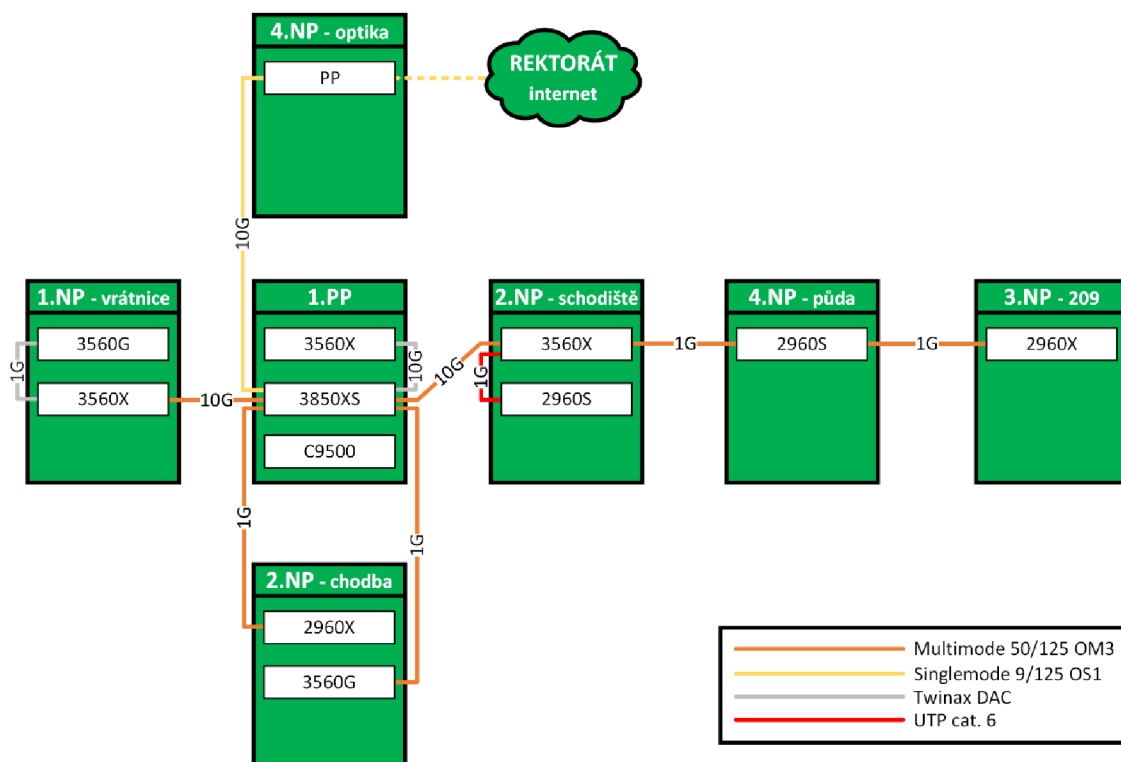 4.NP - optika
PP
REKTORÁT
internet
10G
1.NP - vrátnice
3560G
3560X
1G
10G
1.PP
3560X
3850XS
C9500
10G
10G
2.NP - schodiště
3560X
2960S
1G
1G
4.NP - půda
2960S
1G
3.NP - 209
2960X
1G
1G
2.NP - chodba
2960X
3560G
Multimode 50/125 OM3
Singlemode 9/125 OS1
Twinax DAC
UTP cat. 6